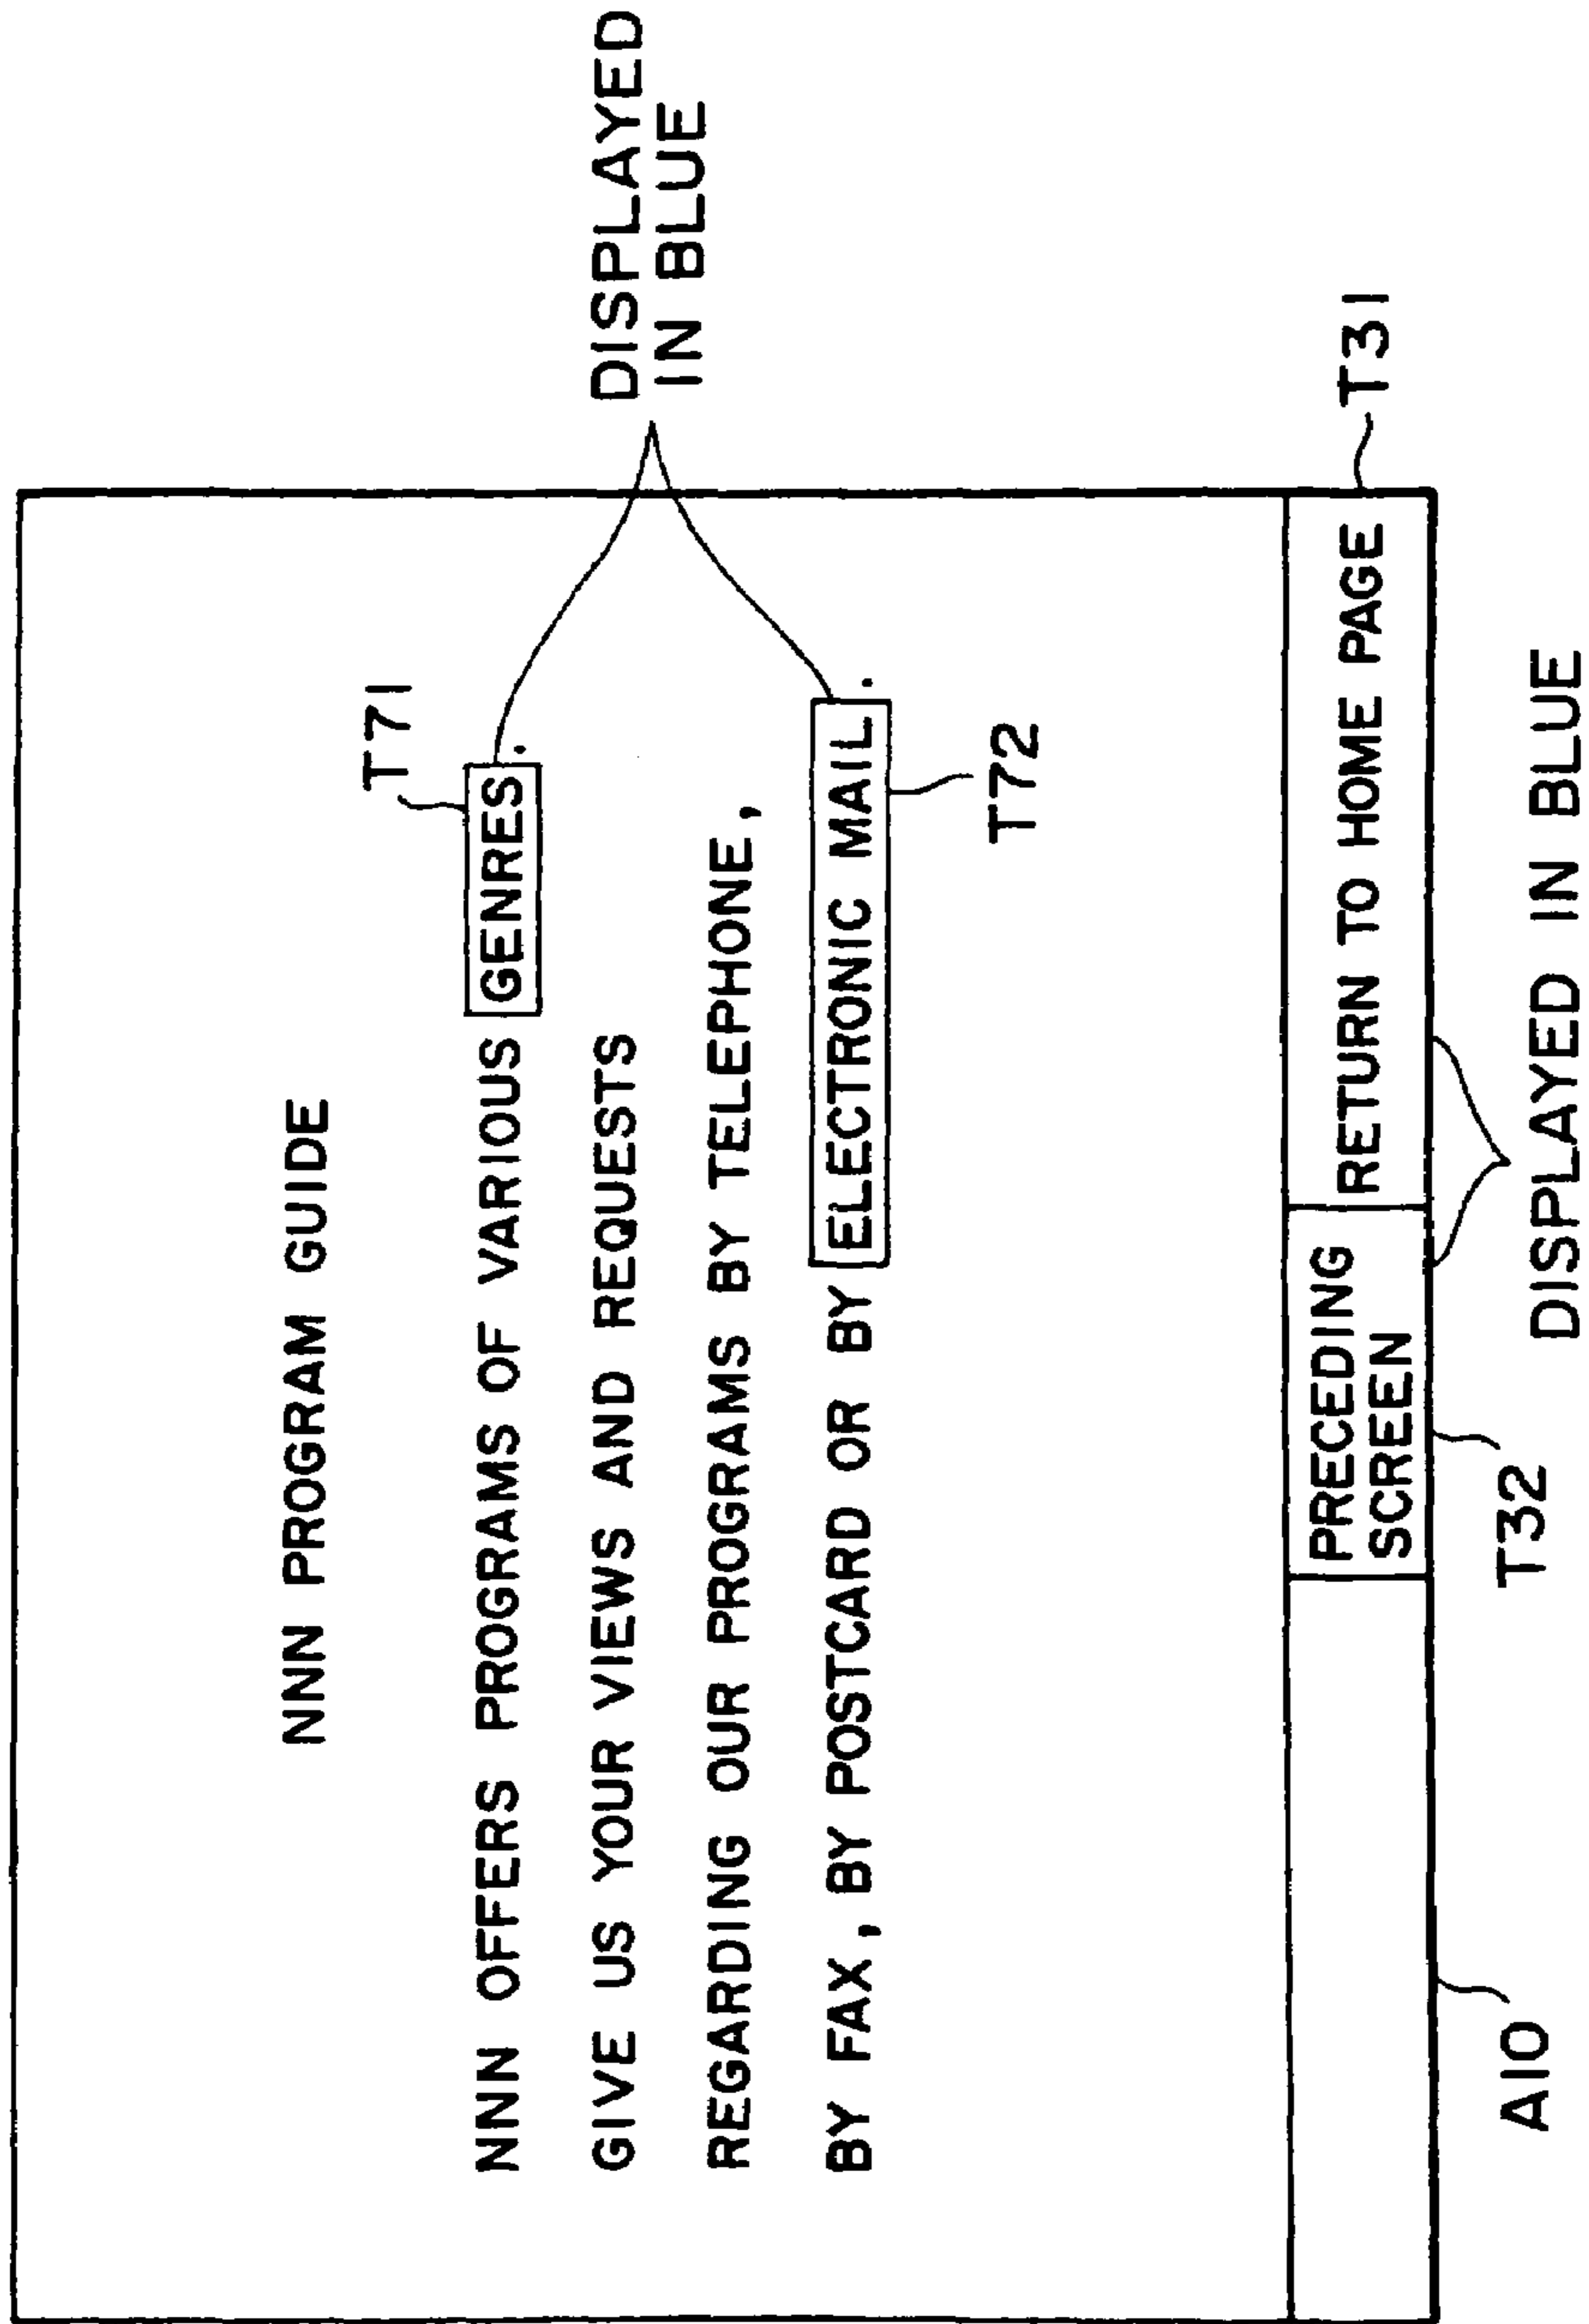 NNN PROGRAM GUIDE
T71
NNN OFFERS PROGRAMS OF VARIOUS GENRES.
GIVE US YOUR VIEWS AND REQUESTS
DISPLAYED
IN BLUE
REGARDING OUR PROGRAMS BY TELEPHONE,
BY FAX, BY POSTCARD OR BY ELECTRONIC MAIL.
T72
PRECEDING
SCREEN
RETURN TO HOME PAGE
T31
A10
T32
DISPLAYED IN BLUE